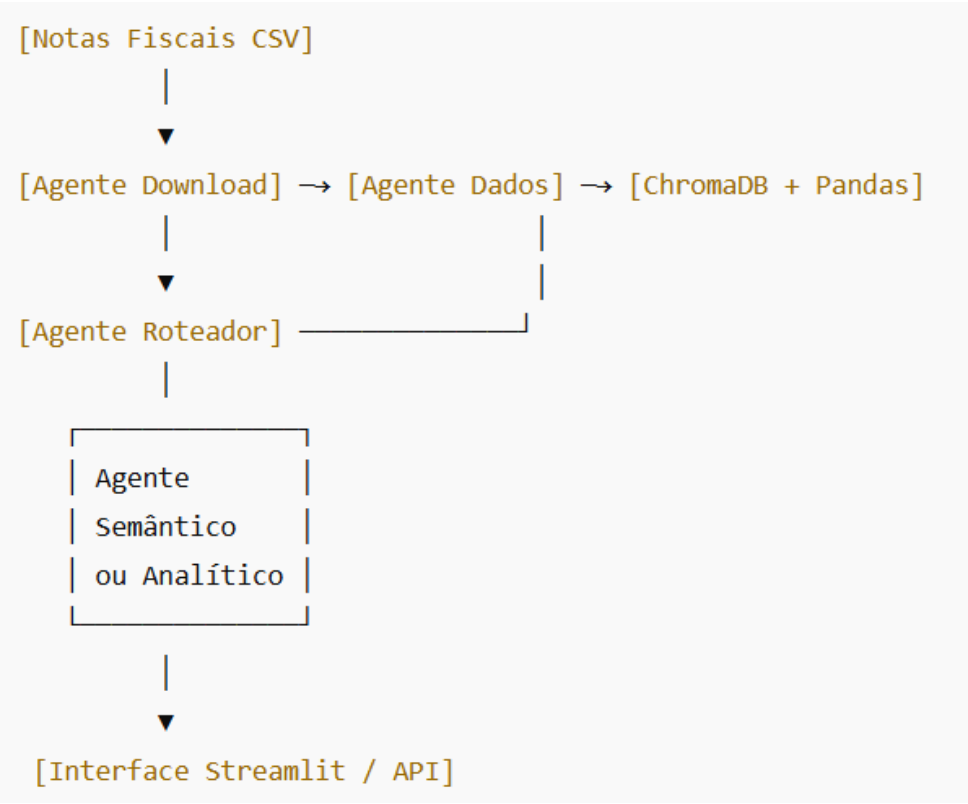 [Notas Fiscais CSV]
[Agente Download] → [Agente Dados] → [ChromaDB + Pandas]
[Agente Roteador]
Agente
Semântico
ou Analítico
[Interface Streamlit / API]